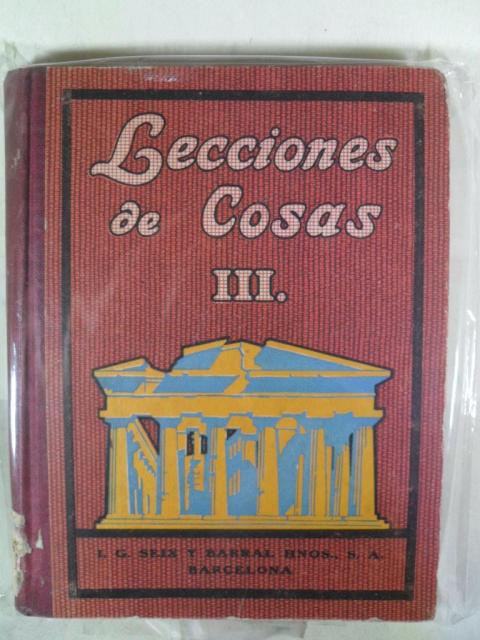 Lecciones
de Cosas
III.
I. G. SEIX Y BARRAL HNOS., S. A.
BARCELONA